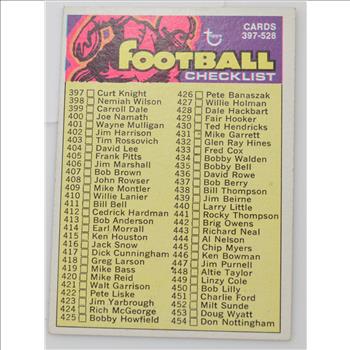 CARDS
397-528
Topps
FOOTBALL
CHECKLIST
397 Curt Knight
398 Nemiah Wilson
399 Carroll Dale
400 Joe Namath
401 Wayne Mulligan
402 Jim Harrison
403 Tim Rossovich
404 David Lee
405 Frank Pitts
406 Jim Marshall
407 Bob Brown
408 John Rowser
409 Mike Montler
410 Willie Lanier
411 Bill Bell
412 Cedrick Hardman
413 Bob Anderson
414 Earl Morrall
415 Ken Houston
416 Jack Snow
417 Dick Cunningham
418 Greg Larson
419 Mike Bass
420 Mike Reid
421 Walt Garrison
422 Pete Liske
423 Jim Yarbrough
424 Rich McGeorge
425 Bobby Howfield
426 Pete Banaszak
427 Willie Holman
428 Dale Hackbart
429 Fair Hooker
430 Ted Hendricks
431 Mike Garrett
432 Glen Ray Hines
433 Fred Cox
434 Bobby Walden
435 Bobby Bell
436 David Rowe
437 Bob Berry
438 Bill Thompson
439 Jim Beirne
440 Larry Little
441 Rocky Thompson
442 Brig Owens
443 Richard Neal
444 Al Nelson
445 Chip Myers
446 Ken Bowman
447 Jim Purnell
448 Altie Taylor
449 Linzy Cole
450 Bob Lilly
451 Charlie Ford
452 Milt Sunde
453 Doug Wyatt
454 Don Nottingham